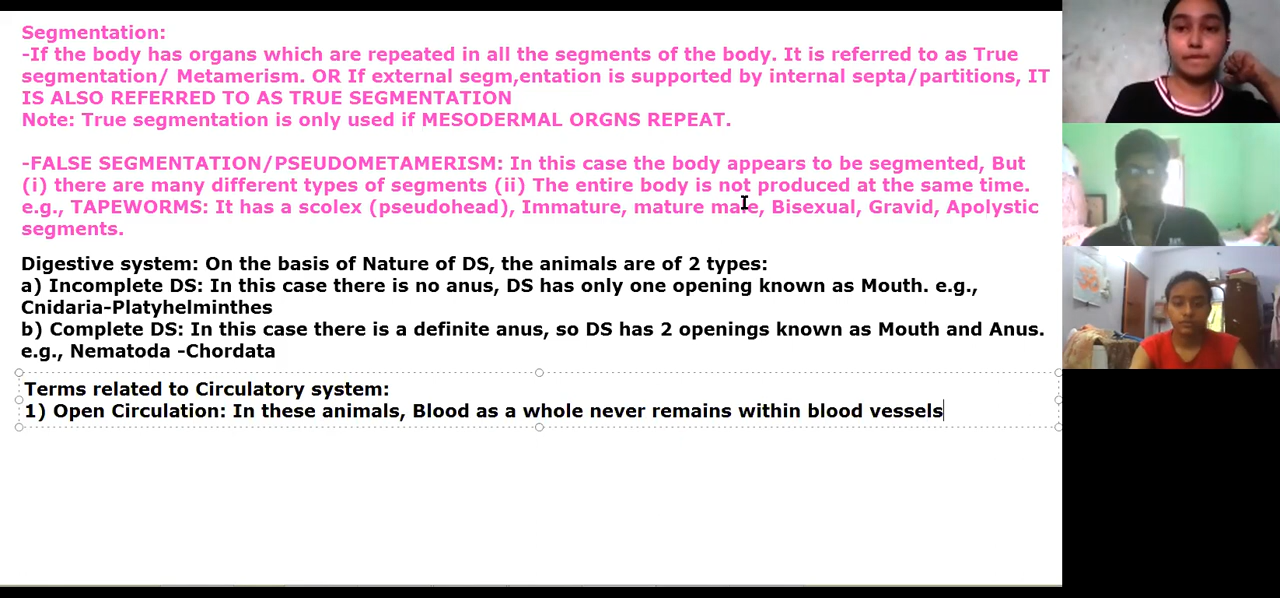 Segmentation:
-If the body has organs which are repeated in all the segments of the body. It is referred to as True
segmentation/ Metamerism. OR If external segm,entation is supported by internal septa/partitions, IT
IS ALSO REFERRED TO AS TRUE SEGMENTATION
Note: True segmentation is only used if MESODERMAL ORGNS REPEAT.
-FALSE SEGMENTATION/PSEUDOMETAMERISM: In this case the body appears to be segmented, But
(i) there are many different types of segments (ii) The entire body is not produced at the same time.
e.g., TAPEWORMS: It has a scolex (pseudohead), Immature, mature male, Bisexual, Gravid, Apolystic
segments.
Digestive system: On the basis of Nature of DS, the animals are of 2 types:
a) Incomplete DS: In this case there is no anus, DS has only one opening known as Mouth. e.g.,
Cnidaria-Platyhelminthes
b) Complete DS: In this case there is a definite anus, so DS has 2 openings known as Mouth and Anus.
e.g., Nematoda -Chordata
Terms related to Circulatory system:
1) Open Circulation: In these animals, Blood as a whole never remains within blood vessels